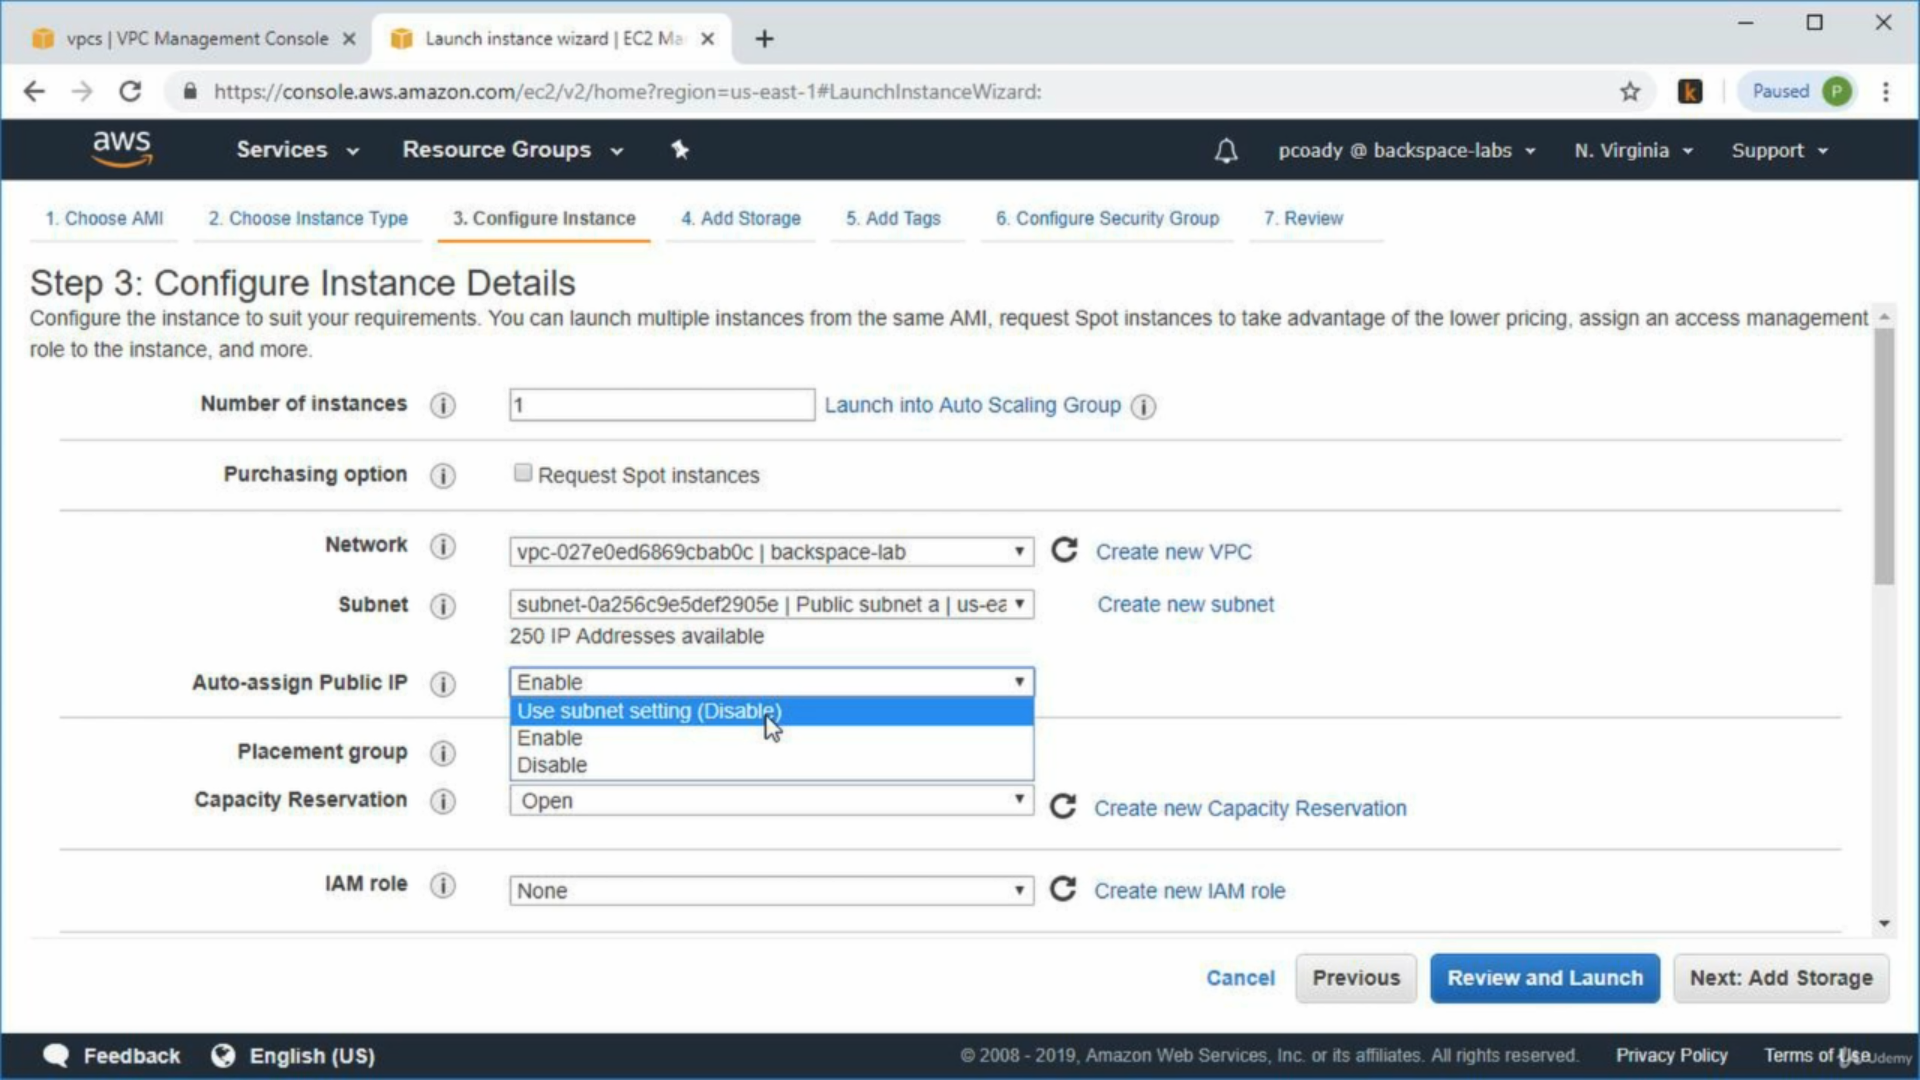 vpcs | VPC Management Console
Launch instance wizard | EC2 Ma
https://console.aws.amazon.com/ec2/v2/home?region=us-east-1#LaunchInstanceWizard:
k
Paused P
aws Services Resource Groups pcoady @ backspace-labs N. Virginia Support
1. Choose AMI 2. Choose Instance Type 3. Configure Instance 4. Add Storage 5. Add Tags 6. Configure Security Group 7. Review
Step 3: Configure Instance Details
Configure the instance to suit your requirements. You can launch multiple instances from the same AMI, request Spot instances to take advantage of the lower pricing, assign an access management
role to the instance, and more.
Number of instances i 1 Launch into Auto Scaling Group i
Purchasing option i Request Spot instances
Network i vpc-027e0ed6869cbab0c | backspace-lab Create new VPC
Subnet i subnet-0a256c9e5def2905e | Public subnet a | us-ea Create new subnet
250 IP Addresses available
Auto-assign Public IP i Enable
Use subnet setting (Disable)
Enable
Placement group i
Disable
Capacity Reservation i Open Create new Capacity Reservation
IAM role i None Create new IAM role
Cancel Previous Review and Launch Next: Add Storage
Feedback English (US) © 2008 - 2019, Amazon Web Services, Inc. or its affiliates. All rights reserved. Privacy Policy Terms of Use
Udemy